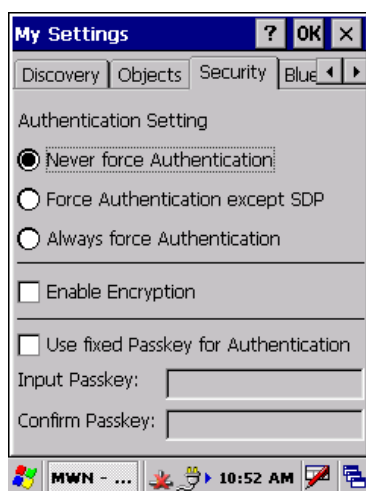 My Settings ? OK ×
Discovery Objects Security Blue
Authentication Setting
Never force Authentication
Force Authentication except SDP
Always force Authentication
Enable Encryption
Use fixed Passkey for Authentication
Input Passkey:
Confirm Passkey:
MWN - ... 10:52 AM